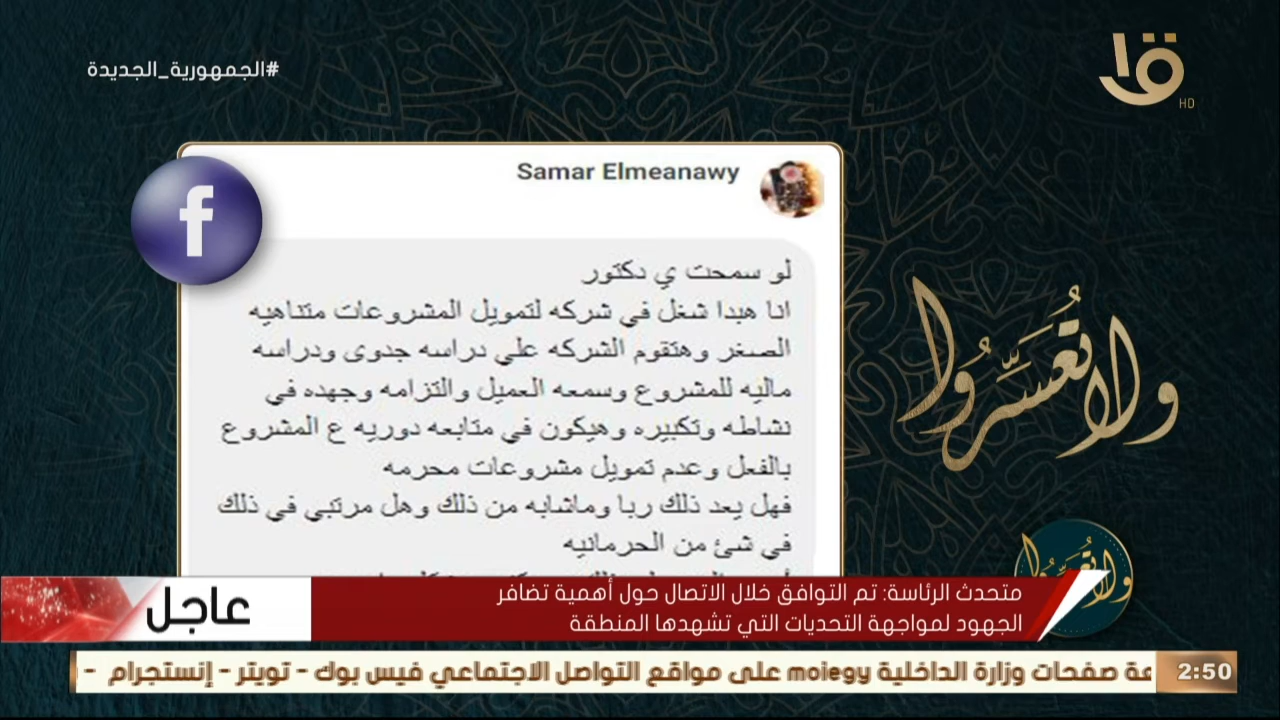 #الجمهورية_الجديدة
HD
Samar Elmeanawy
f
لو سمحت ي دكتور
انا هبدا شغل في شركه لتمويل المشروعات متناهيه
الصغر وهتقوم الشركه علي دراسه جدوى ودراسه
ماليه للمشروع وسمعه العميل والتزامه وجهده في
نشاطه وتكبيره وهيكون في متابعه دوريه ع المشروع
بالفعل وعدم تمويل مشروعات محرمه
فهل يعد ذلك ربا وماشابه من ذلك وهل مرتبي في ذلك
في شئ من الحرمانيه
ولا تُعَسِّروا
ولا تعسروا
متحدث الرئاسة: تم التوافق خلال الاتصال حول أهمية تضافر
الجهود لمواجهة التحديات التي تشهدها المنطقة
عاجل
2:50
صفحات وزارة الداخلية moiegy على مواقع التواصل الاجتماعي فيس بوك - تويتر - إنستجرام -